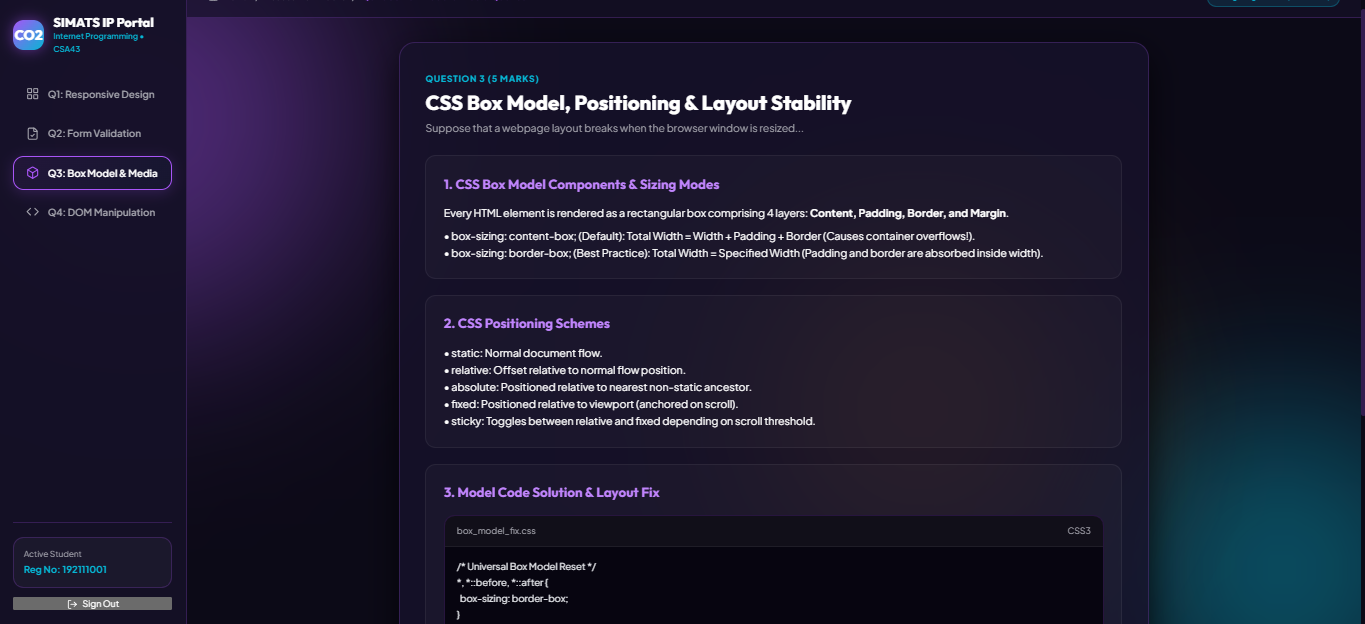 CO2
SIMATS IP Portal
Internet Programming •
CSA43
Q1: Responsive Design
Q2: Form Validation
Q3: Box Model & Media
Q4: DOM Manipulation
Active Student
Reg No: 192111001
Sign Out
QUESTION 3 (5 MARKS)
CSS Box Model, Positioning & Layout Stability
Suppose that a webpage layout breaks when the browser window is resized...
1. CSS Box Model Components & Sizing Modes
Every HTML element is rendered as a rectangular box comprising 4 layers: Content, Padding, Border, and Margin.
• box-sizing: content-box; (Default): Total Width = Width + Padding + Border (Causes container overflows!).
• box-sizing: border-box; (Best Practice): Total Width = Specified Width (Padding and border are absorbed inside width).
2. CSS Positioning Schemes
• static: Normal document flow.
• relative: Offset relative to normal flow position.
• absolute: Positioned relative to nearest non-static ancestor.
• fixed: Positioned relative to viewport (anchored on scroll).
• sticky: Toggles between relative and fixed depending on scroll threshold.
3. Model Code Solution & Layout Fix
box_model_fix.css
CSS3
/* Universal Box Model Reset */
*, *::before, *::after {
box-sizing: border-box;
}